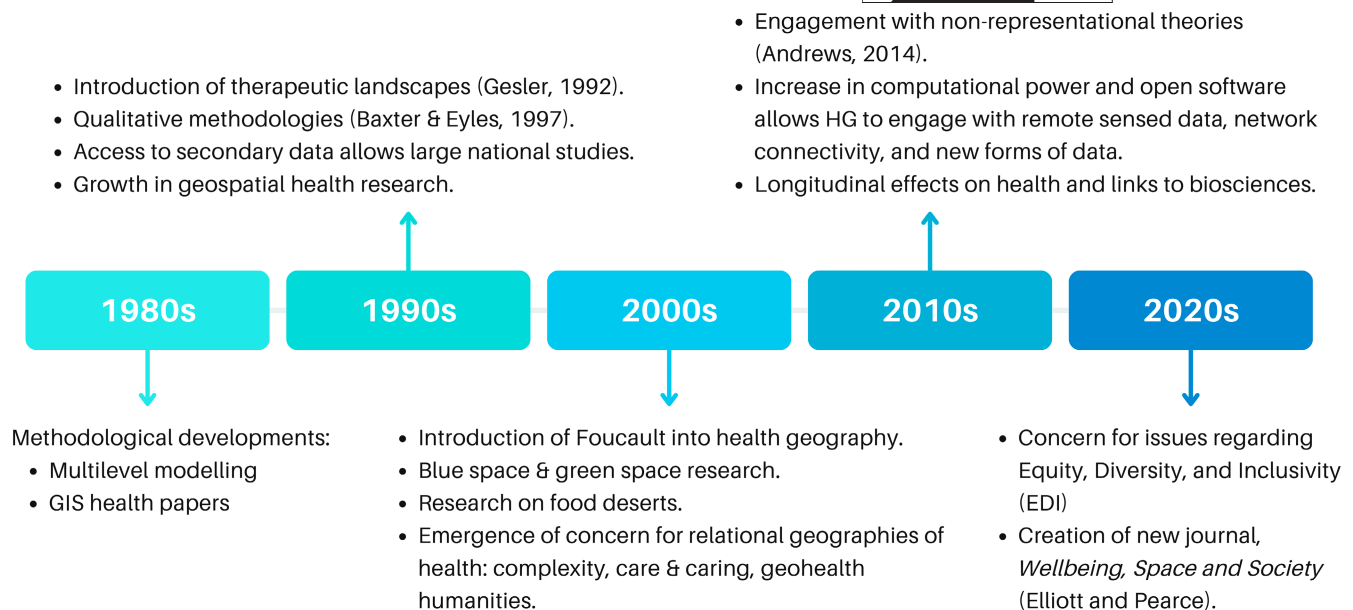 • Introduction of therapeutic landscapes (Gesler, 1992).
• Qualitative methodologies (Baxter & Eyles, 1997).
• Access to secondary data allows large national studies.
• Growth in geospatial health research.
• Engagement with non-representational theories
(Andrews, 2014).
• Increase in computational power and open software
allows HG to engage with remote sensed data, network
connectivity, and new forms of data.
• Longitudinal effects on health and links to biosciences.
1980s
1990s
2000s
2010s
2020s
Methodological developments:
• Multilevel modelling
• GIS health papers
• Introduction of Foucault into health geography.
• Blue space & green space research.
• Research on food deserts.
• Emergence of concern for relational geographies of
health: complexity, care & caring, geohealth
humanities.
• Concern for issues regarding
Equity, Diversity, and Inclusivity
(EDI)
• Creation of new journal,
Wellbeing, Space and Society
(Elliott and Pearce).